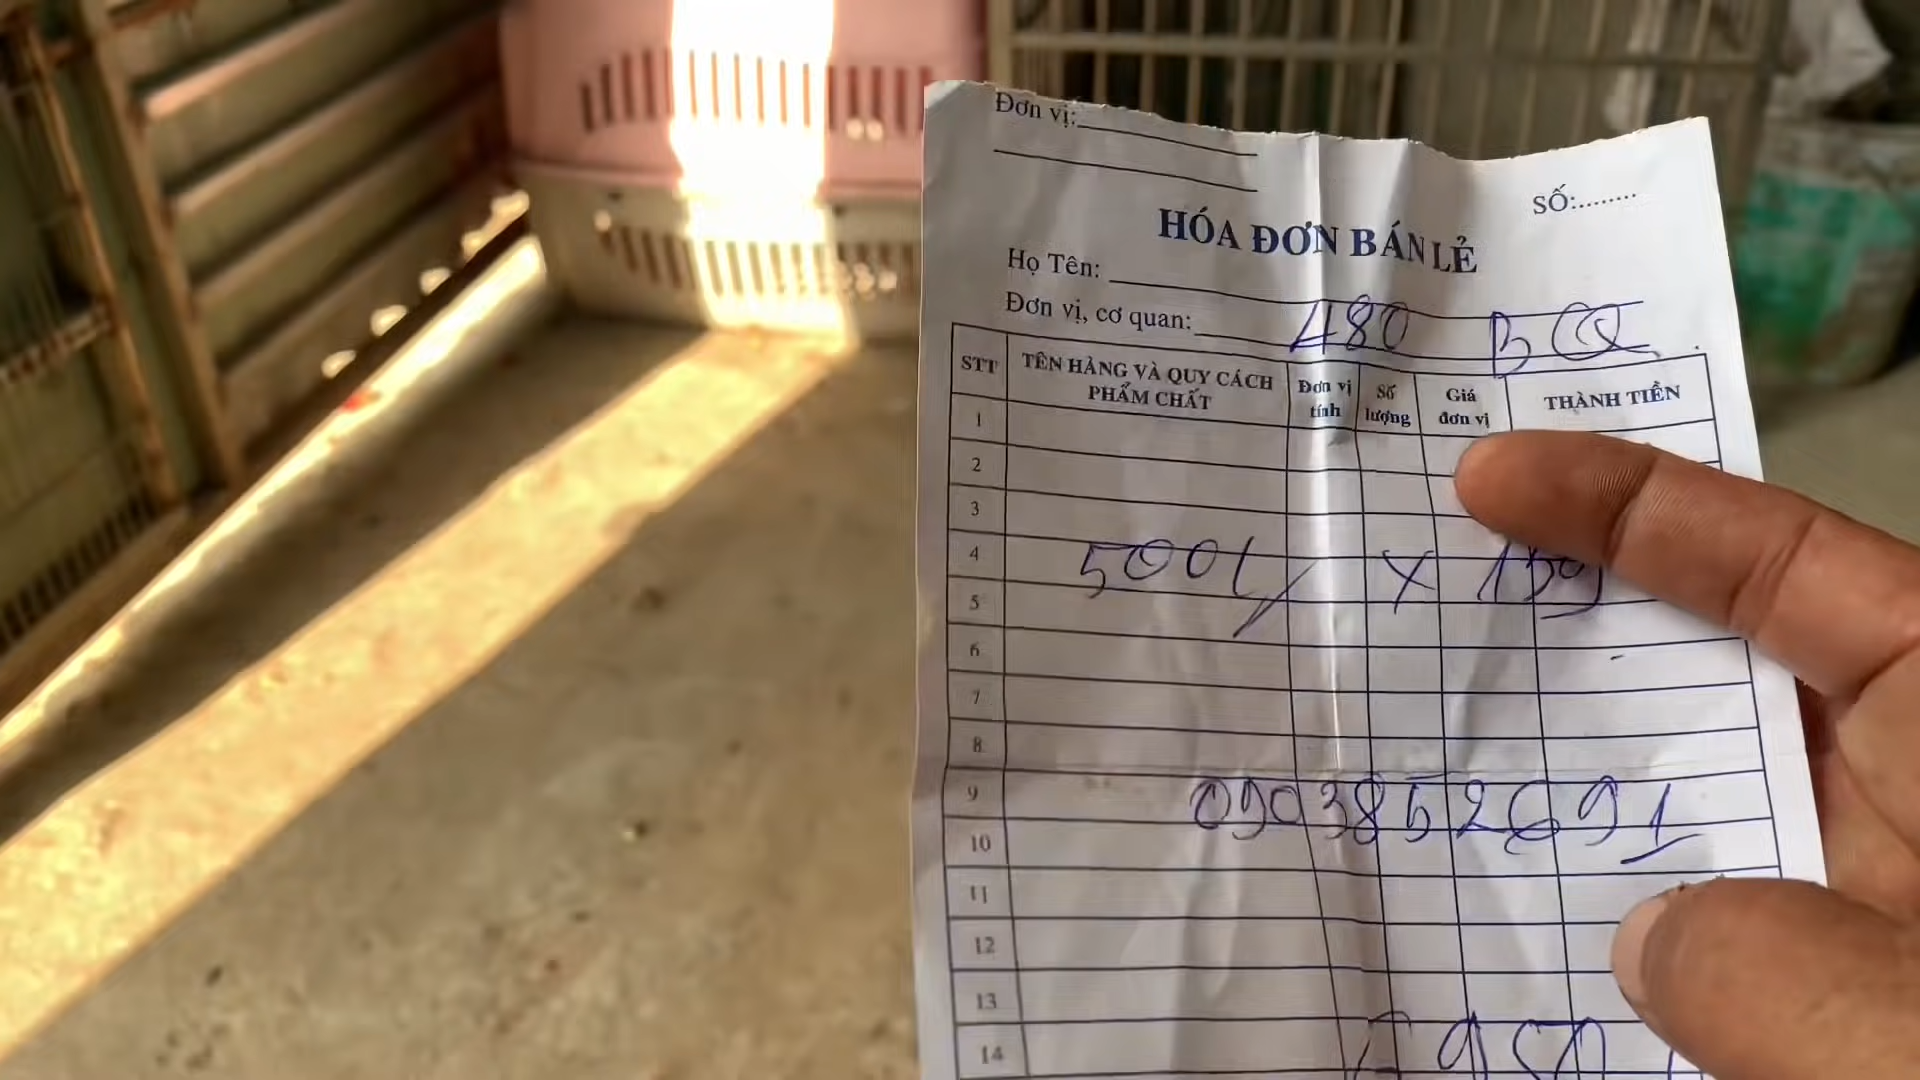 Đơn vị:
SỐ:........
HÓA ĐƠN BÁN LẺ
Họ Tên:
Đơn vị, cơ quan: 480 BCQ
STT TÊN HÀNG VÀ QUY CÁCH PHẨM CHẤT Đơn vị tính Số lượng Giá đơn vị THÀNH TIỀN
1
2
3
4
5
6
7
8
9 0903852691
10
11
12
13
14